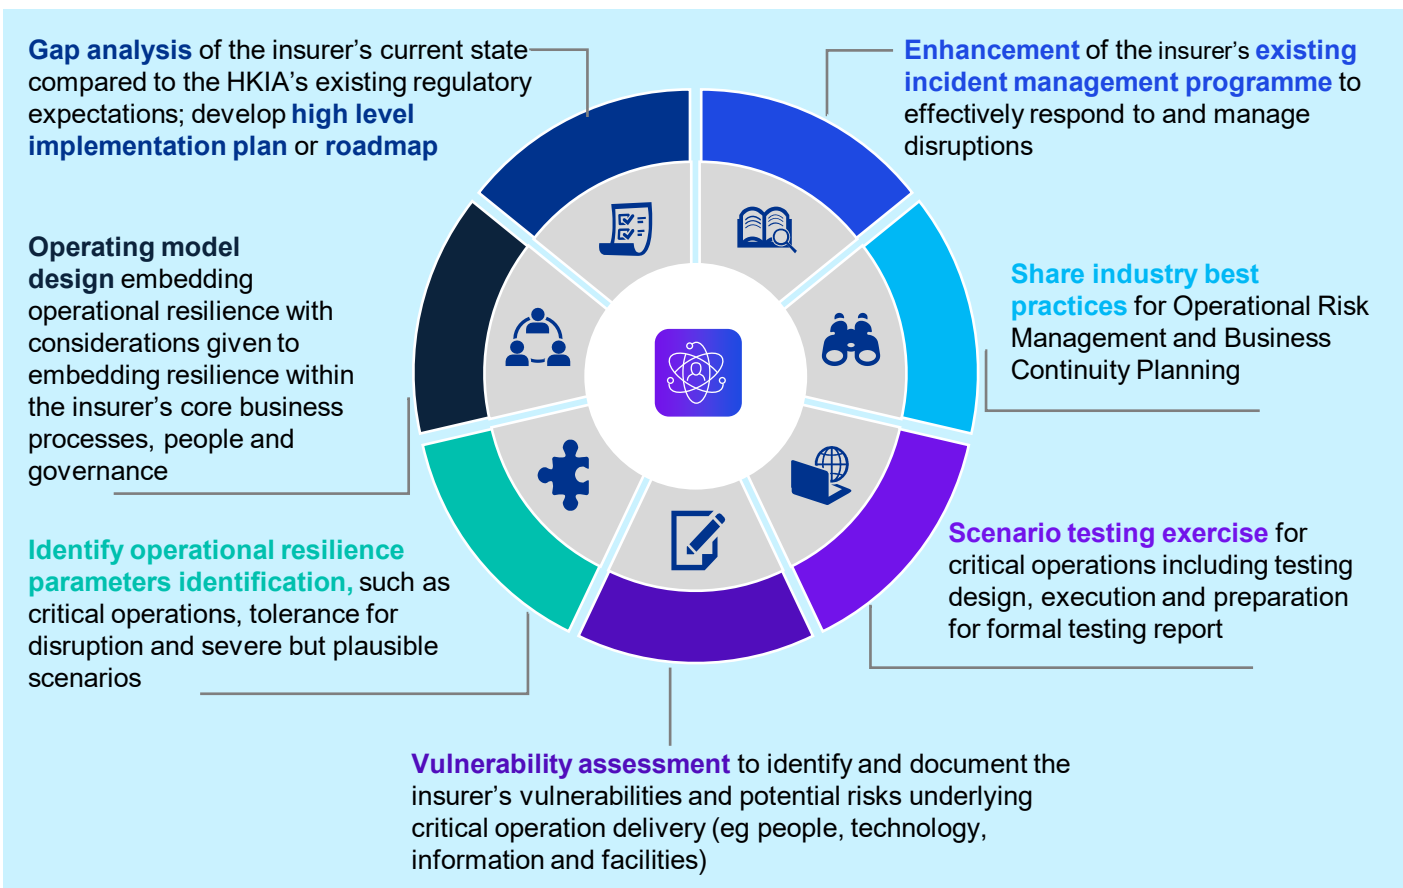 Gap analysis of the insurer’s current state
compared to the HKIA’s existing regulatory
expectations; develop high level
implementation plan or roadmap
Enhancement of the insurer’s existing
incident management programme to
effectively respond to and manage
disruptions
Operating model
design embedding
operational resilience with
considerations given to
embedding resilience within
the insurer’s core business
processes, people and
governance
Share industry best
practices for Operational Risk
Management and Business
Continuity Planning
Identify operational resilience
parameters identification, such as
critical operations, tolerance for
disruption and severe but plausible
scenarios
Scenario testing exercise for
critical operations including testing
design, execution and preparation
for formal testing report
Vulnerability assessment to identify and document the
insurer’s vulnerabilities and potential risks underlying
critical operation delivery (eg people, technology,
information and facilities)